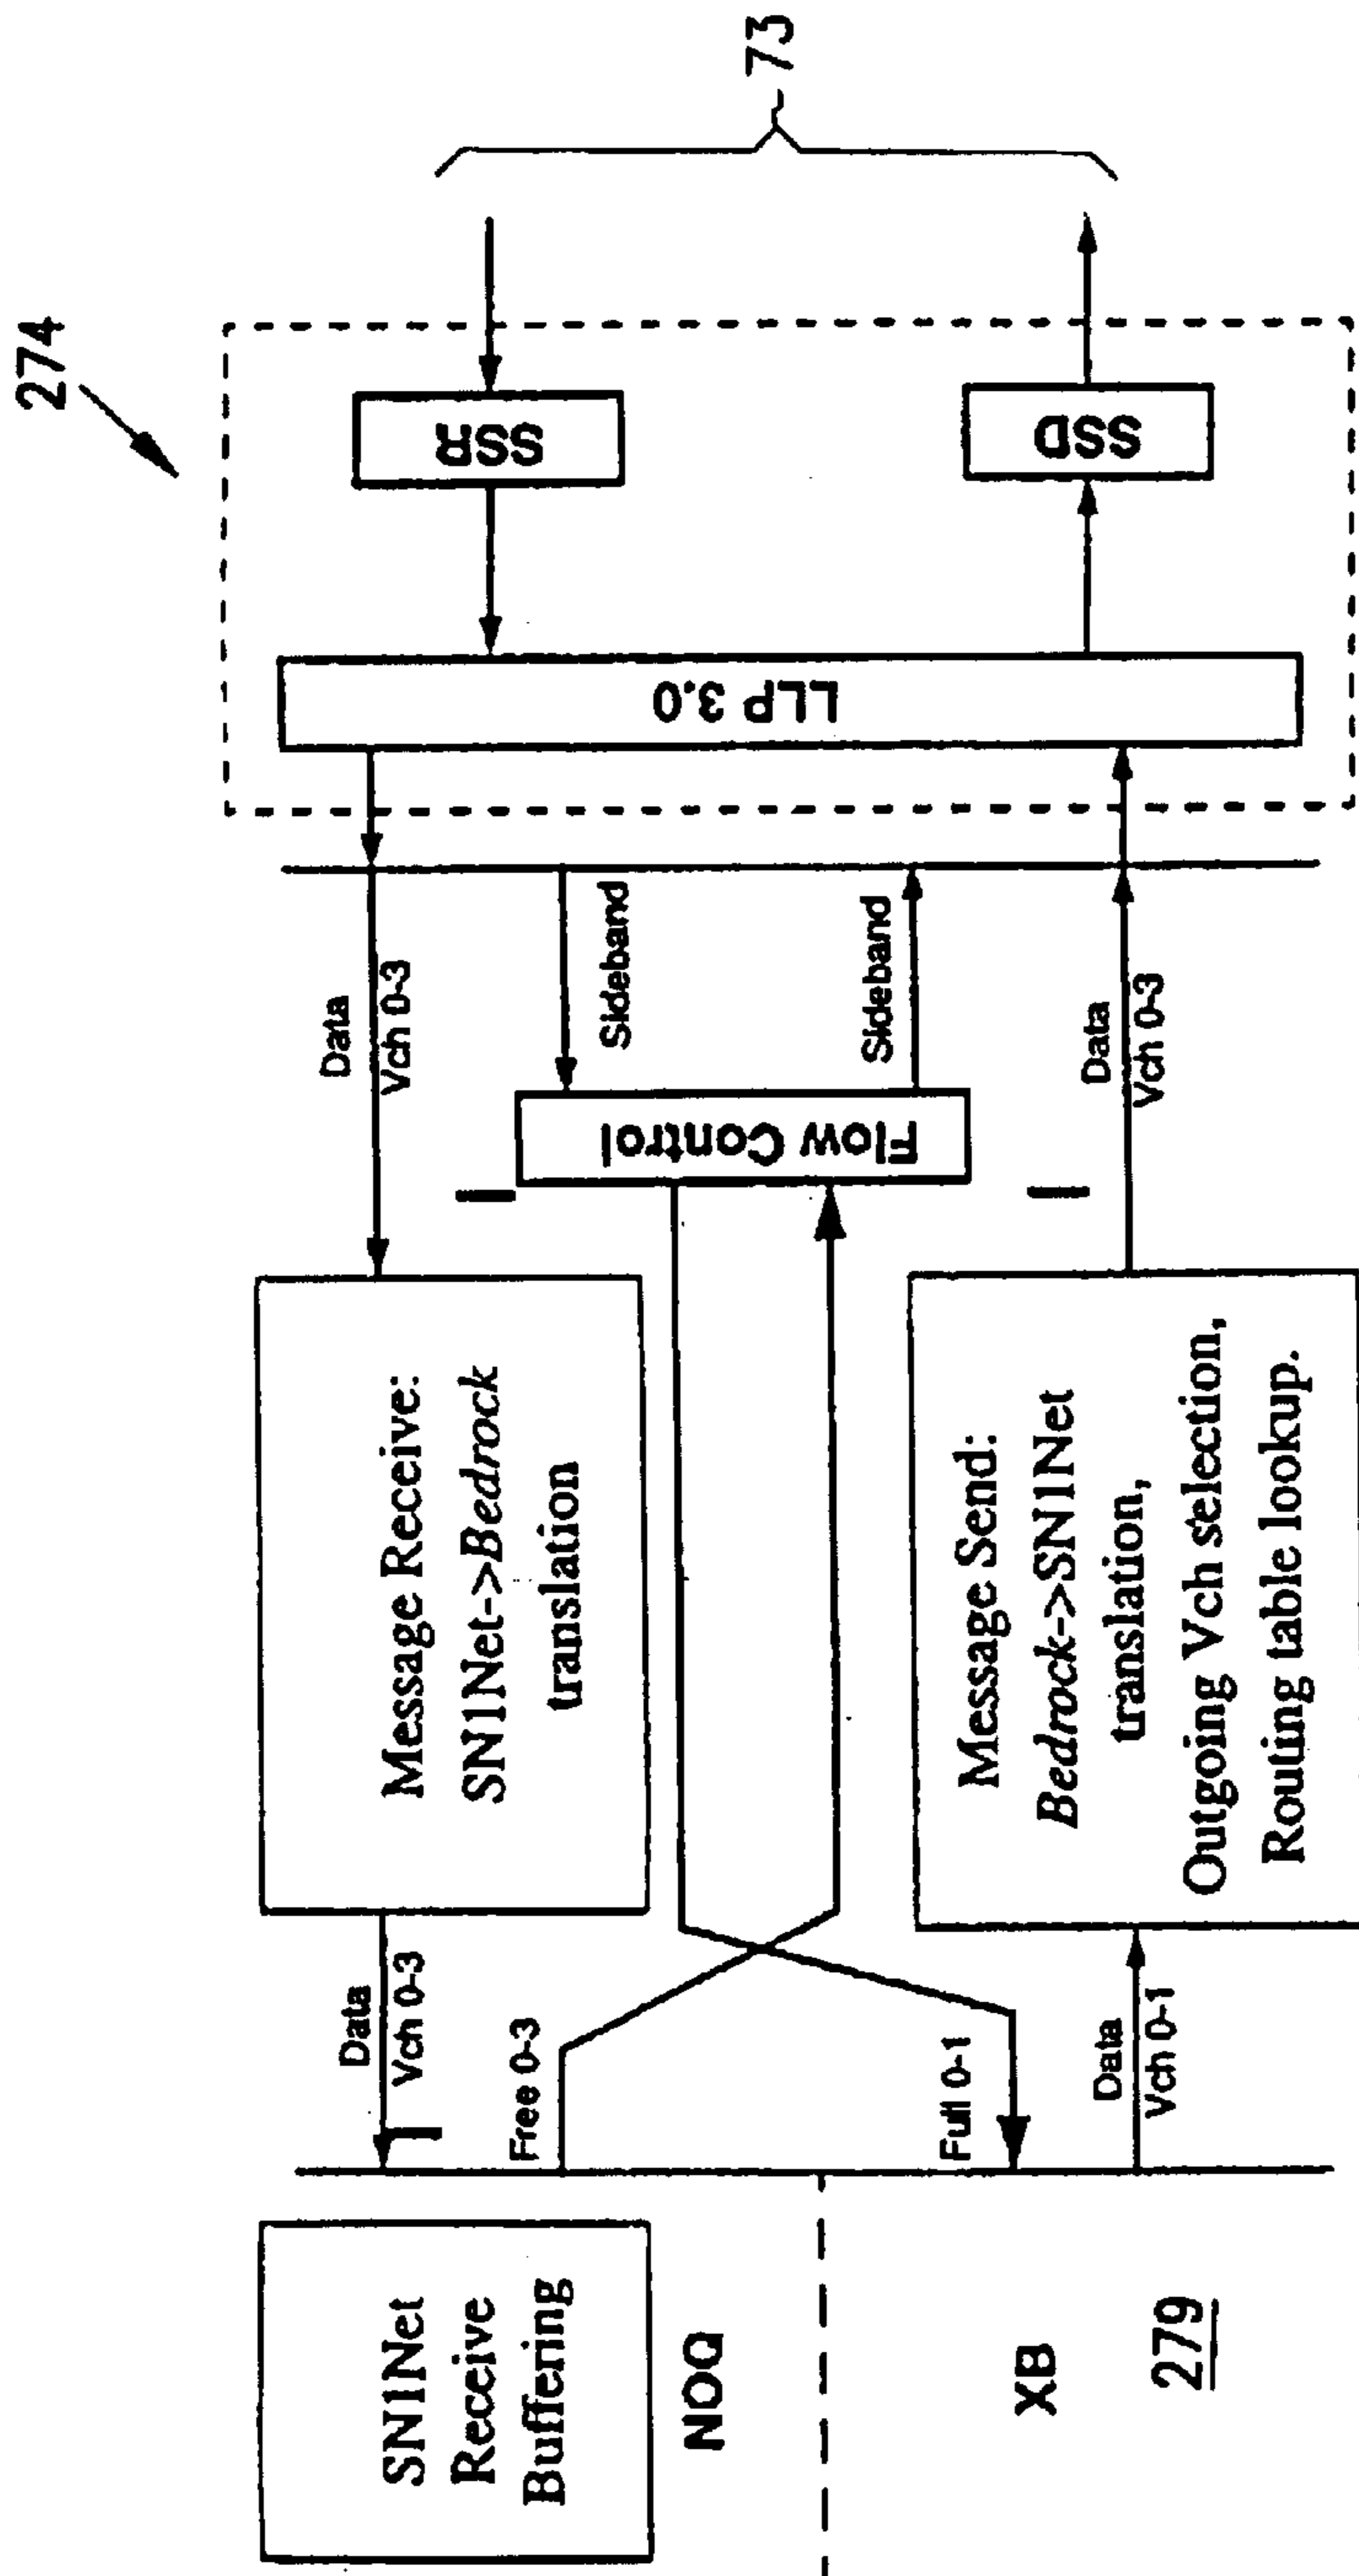 274
73
SSR
SSD
LLP 3.0
Data
Vch 0-3
Sideband
Sideband
Data
Vch 0-3
Flow Control
Message Receive:
SN1Net->Bedrock
translation
Message Send:
Bedrock->SN1Net
translation,
Outgoing Vch selection,
Routing table lookup.
Data
Vch 0-3
Free 0-3
Full 0-1
Data
Vch 0-1
SN1Net
Receive
Buffering
NOQ
XB
279